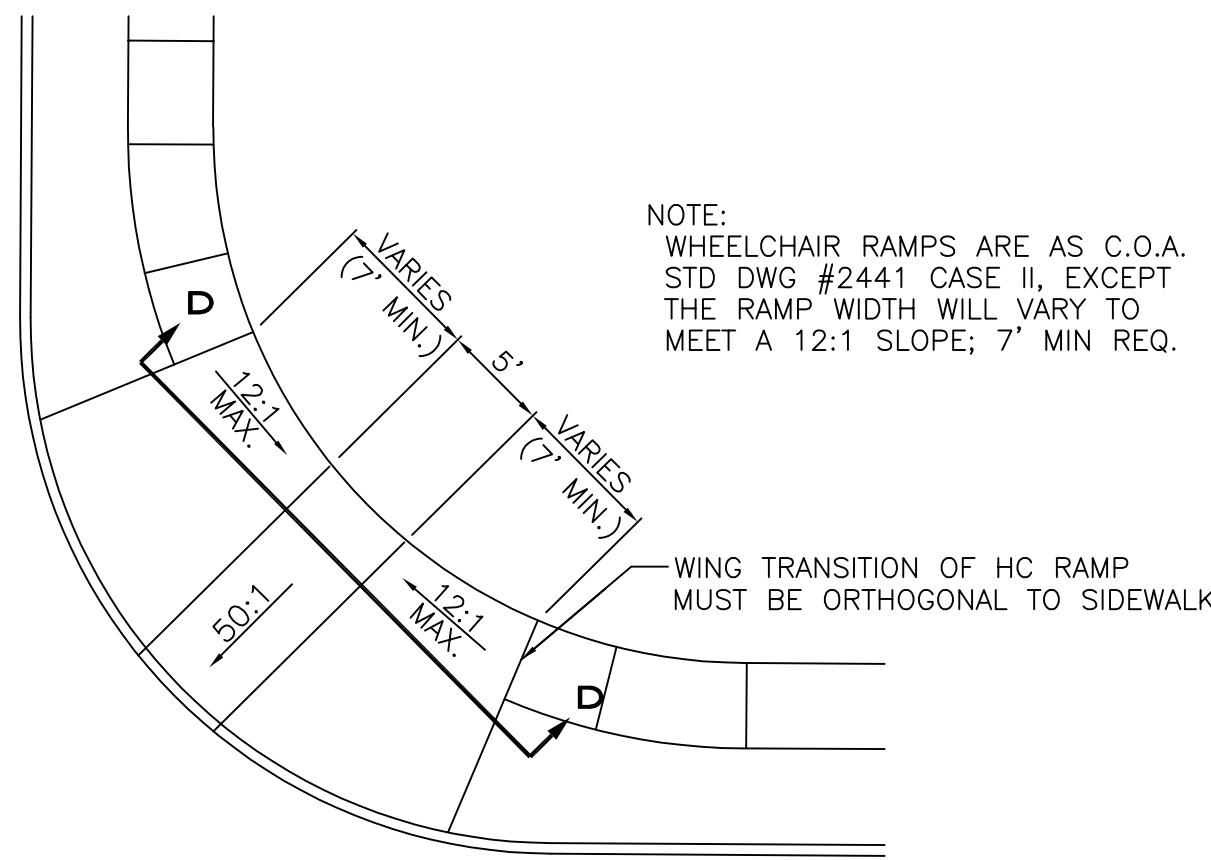 NOTE:
WHEELCHAIR RAMPS ARE AS C.O.A.
STD DWG #2441 CASE II, EXCEPT
THE RAMP WIDTH WILL VARY TO
MEET A 12:1 SLOPE; 7' MIN REQ.
VARIES
(7' MIN.)
5'
VARIES
(7' MIN.)
D
12:1
MAX.
50:1
12:1
MAX.
WING TRANSITION OF HC RAMP
MUST BE ORTHOGONAL TO SIDEWALK
D